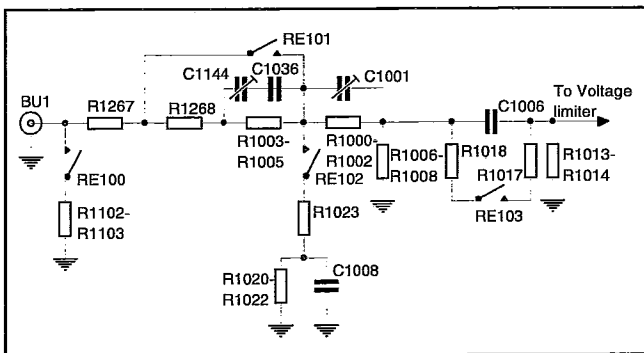 RE101
C1144
C1036
C1001
To Voltage
limiter
BU1
R1267
R1268
C1006
R1003-
R1005
R1000-
R1002
R1006-
R1008
R1018
R1017
R1013-
R1014
RE100
RE102
RE103
R1102-
R1103
R1023
R1020-
R1022
C1008